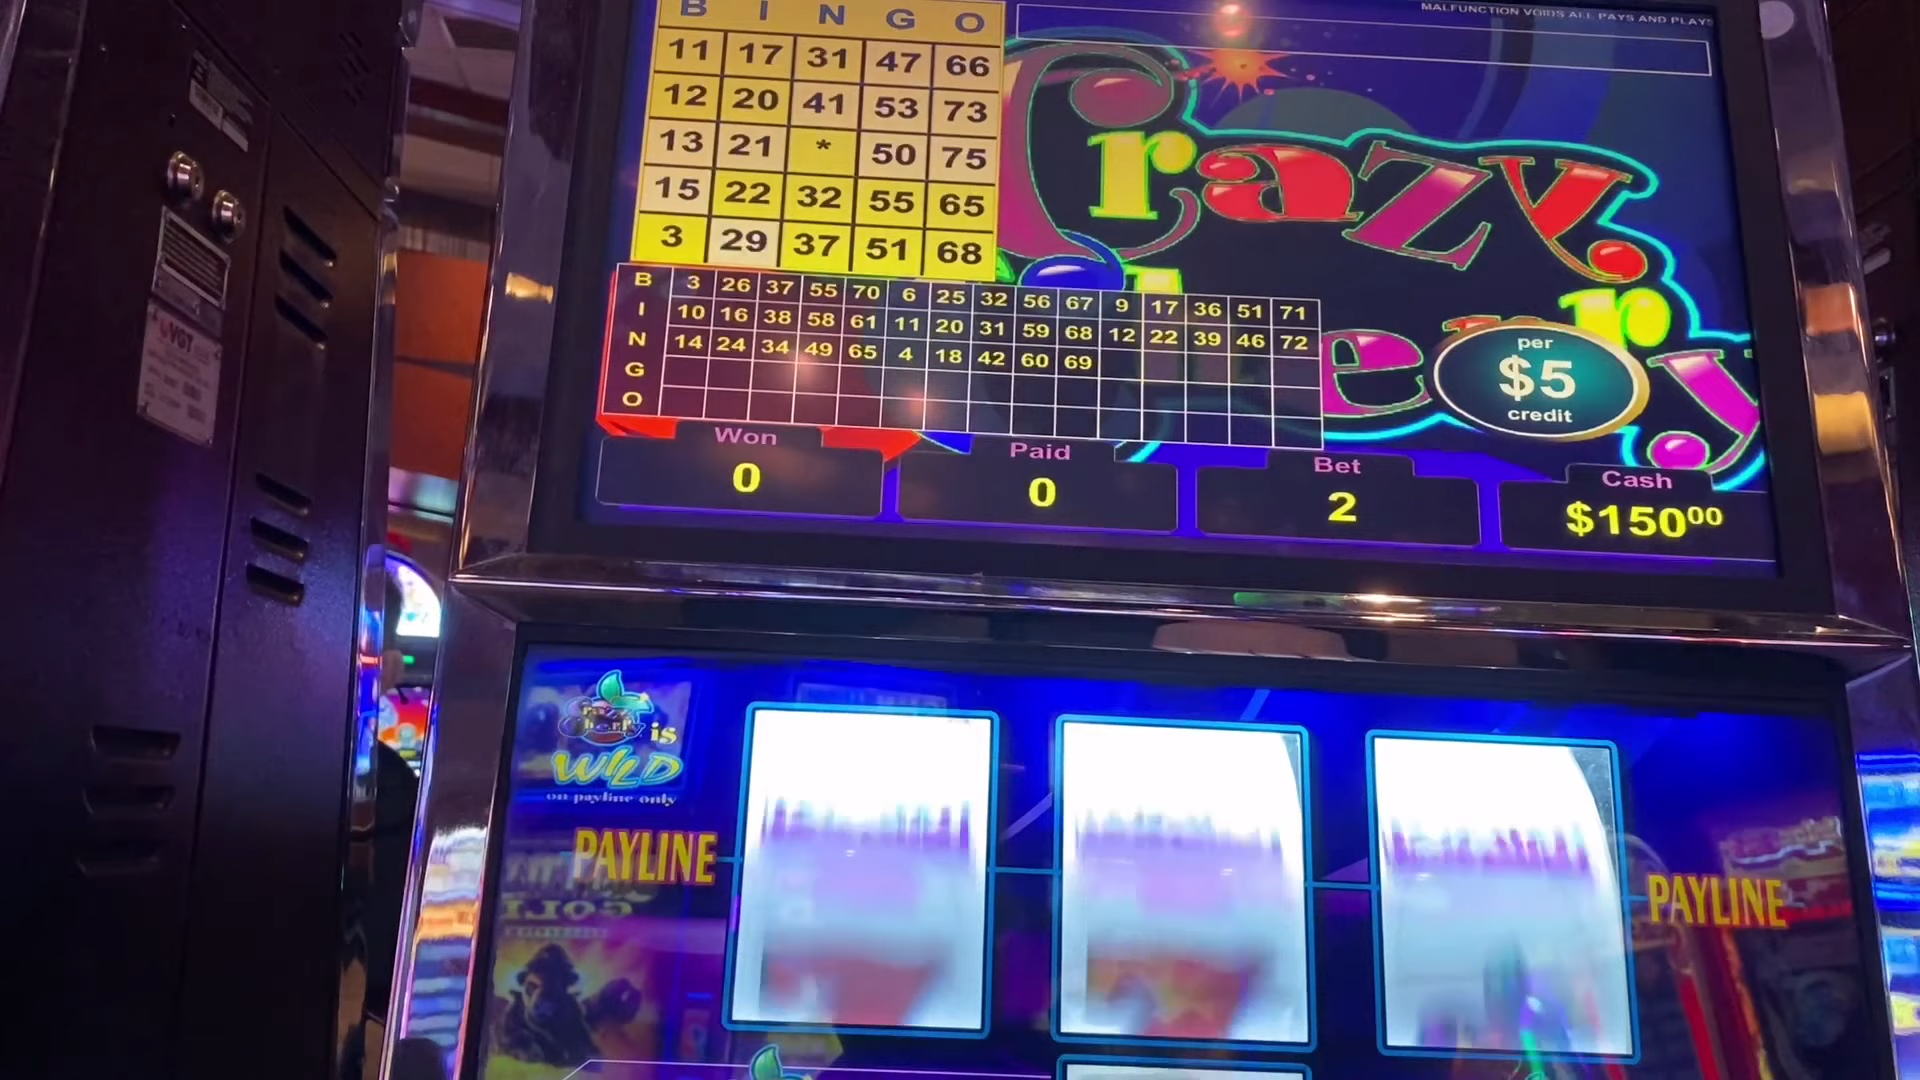 MALFUNCTION VOIDS ALL PAYS AND PLAYS
B I N G O
11 17 31 47 66
12 20 41 53 73
13 21 * 50 75
15 22 32 55 65
3 29 37 51 68
Crazy
Cherry
B 3 26 37 55 70 6 25 32 56 67 9 17 36 51 71
I 10 16 38 58 61 11 20 31 59 68 12 22 39 46 72
N 14 24 34 49 65 4 18 42 60 69
G
O
per
$5
credit
Won
0
Paid
0
Bet
2
Cash
$15000
VGT
Crazy
Cherry is
WILD
on payline only
PAYLINE
PAYLINE